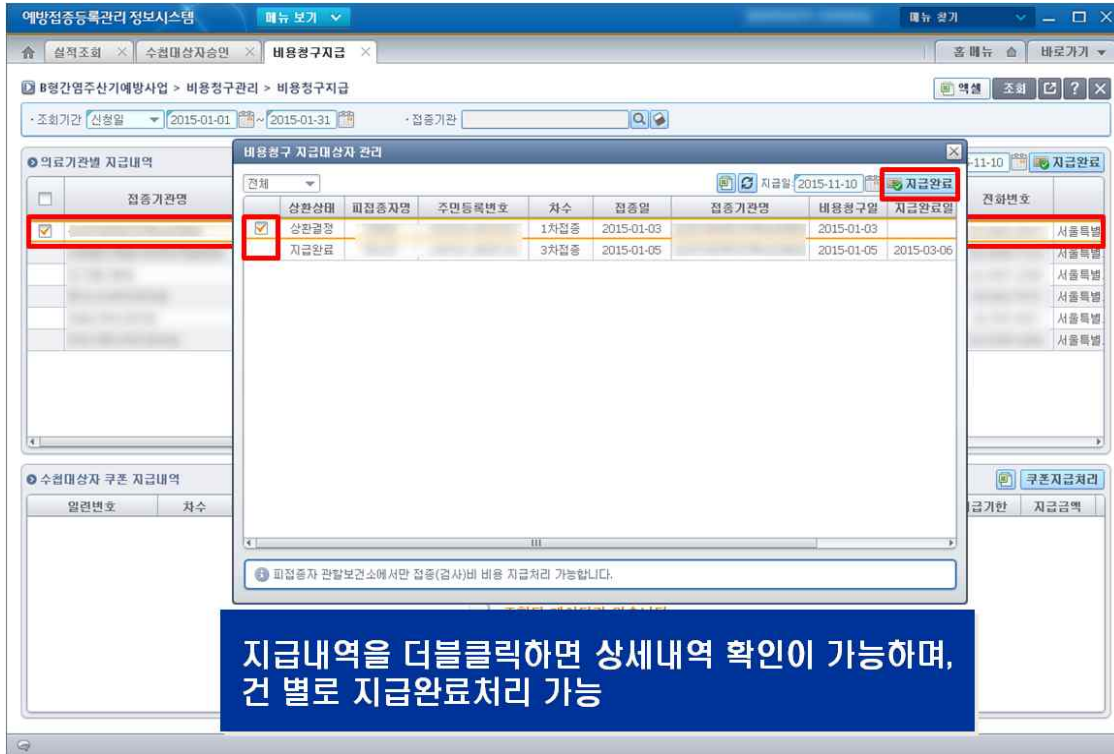 예방접종등록관리 정보시스템
메뉴 보기
메뉴 찾기
실적조회
수첩대상자승인
비용청구지급
홈 메뉴
바로가기
B형간염주산기예방사업 > 비용청구관리 > 비용청구지급
엑셀
조회
· 조회기간 신청일 2015-01-01 ~ 2015-01-31 · 접종기관
의료기관별 지급내역
비용청구 지급대상자 관리
-11-10 지급완료
전체
지급일: 2015-11-10 지급완료
접종기관명
전화번호
상환상태 피접종자명 주민등록번호 차수 접종일 접종기관명 비용청구일 지급완료일
상환결정 1차접종 2015-01-03 2015-01-03
지급완료 3차접종 2015-01-05 2015-01-05 2015-03-06
서울특별
서울특별
서울특별
서울특별
서울특별
서울특별
수첩대상자 쿠폰 지급내역
쿠폰지급처리
일련번호 차수
급기한 지급금액
피접종자 관할보건소에서만 접종(검사)비 비용 지급처리 가능합니다.
지급내역을 더블클릭하면 상세내역 확인이 가능하며,
건 별로 지급완료처리 가능